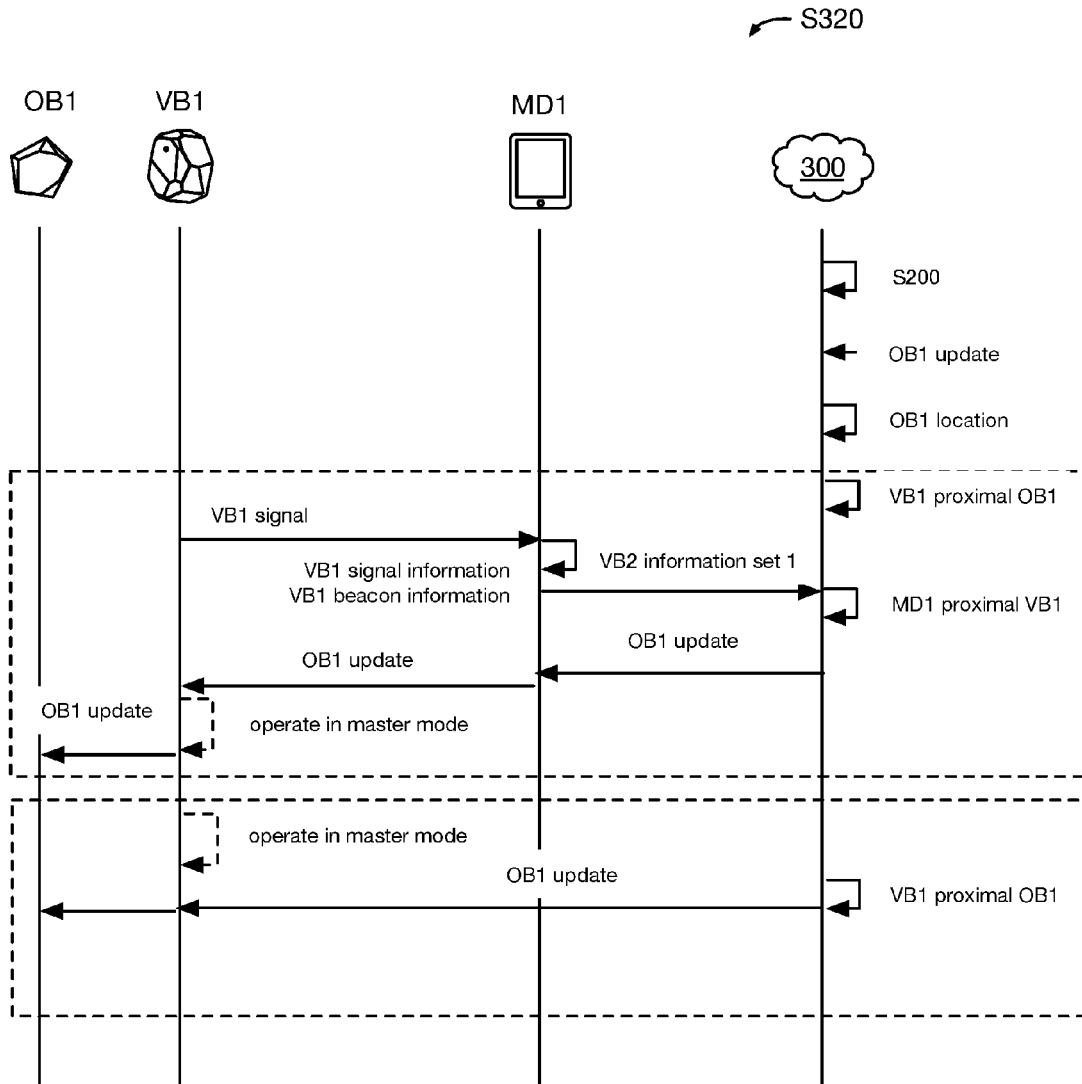 S320
OB1
VB1
MD1
300
S200
OB1 update
OB1 location
VB1 proximal OB1
VB1 signal
VB1 signal information
VB1 beacon information
VB2 information set 1
MD1 proximal VB1
OB1 update
OB1 update
OB1 update
operate in master mode
operate in master mode
OB1 update
VB1 proximal OB1